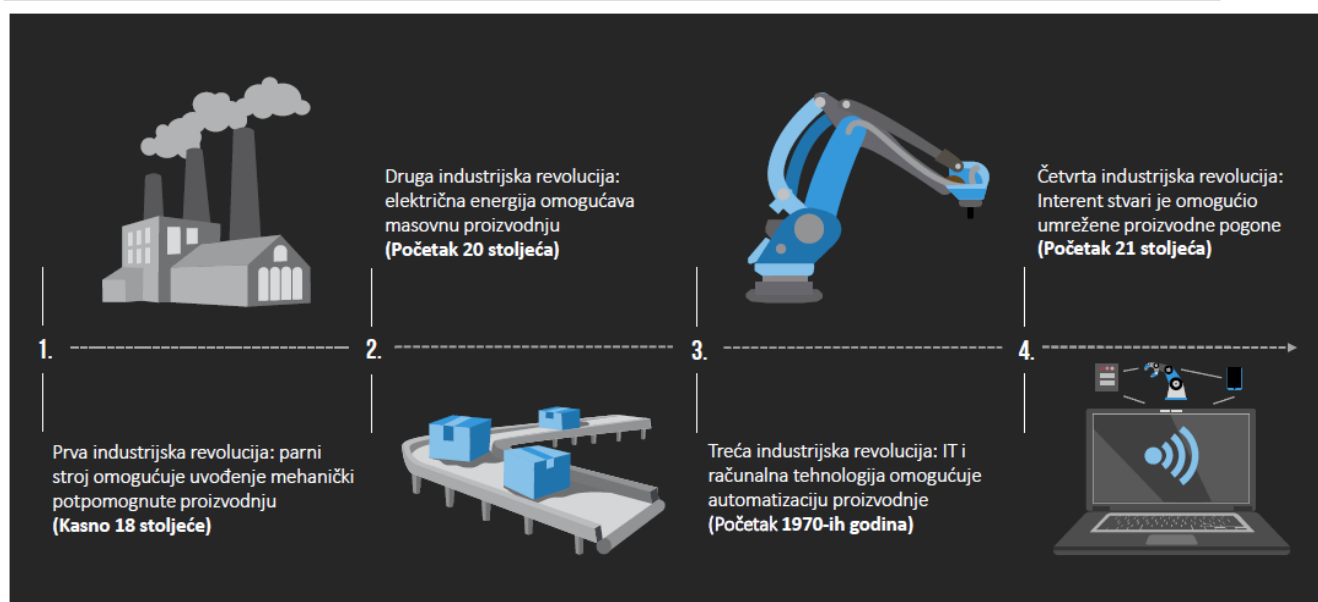 1.
Prva industrijska revolucija: parni
stroj omogućuje uvođenje mehanički
potpomognute proizvodnju
(Kasno 18 stoljeće)
2.
Druga industrijska revolucija:
električna energija omogućava
masovnu proizvodnju
(Početak 20 stoljeća)
3.
Treća industrijska revolucija: IT i
računalna tehnologija omogućuje
automatizaciju proizvodnje
(Početak 1970-ih godina)
4.
Četvrta industrijska revolucija:
Interent stvari je omogućio
umrežene proizvodne pogone
(Početak 21 stoljeća)